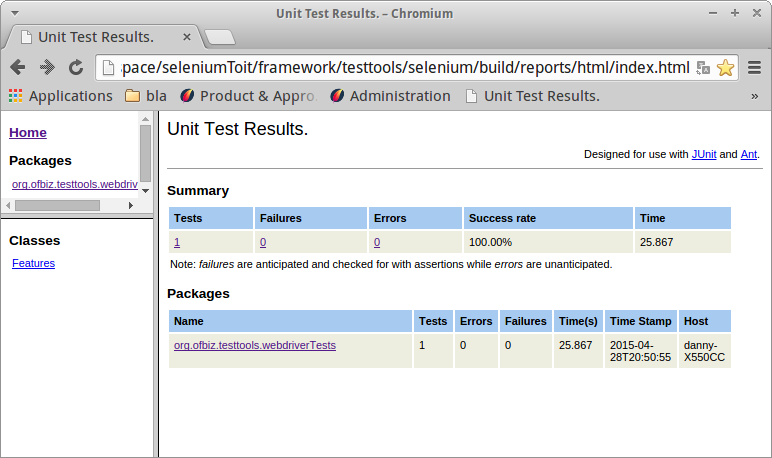 Unit Test Results. – Chromium
Unit Test Results.
pace/seleniumToit/framework/testtools/selenium/build/reports/html/index.html
Applications bla Product & Appro Administration Unit Test Results. »
Home
Packages
org.ofbiz.testtools.webdriv
Classes
Features
Unit Test Results.
Designed for use with JUnit and Ant.
Summary
Tests Failures Errors Success rate Time
1 0 0 100.00% 25.867
Note: failures are anticipated and checked for with assertions while errors are unanticipated.
Packages
Name Tests Errors Failures Time(s) Time Stamp Host
org.ofbiz.testtools.webdriverTests 1 0 0 25.867 2015-04- danny-
28T20:50:55 X550CC